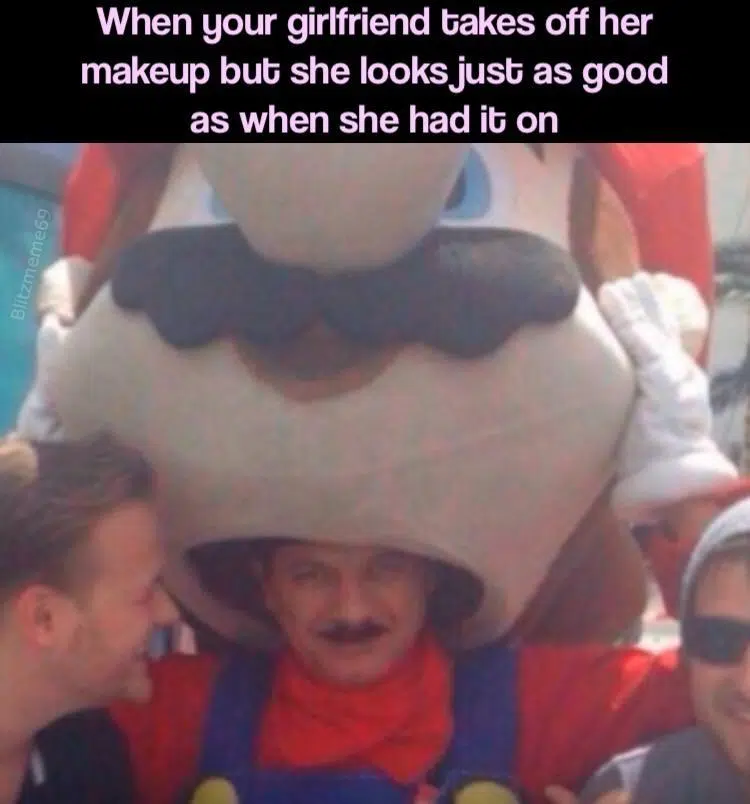 When your girlfriend takes off her
makeup but she looks just as good
as when she had it on
Blitzmeme69